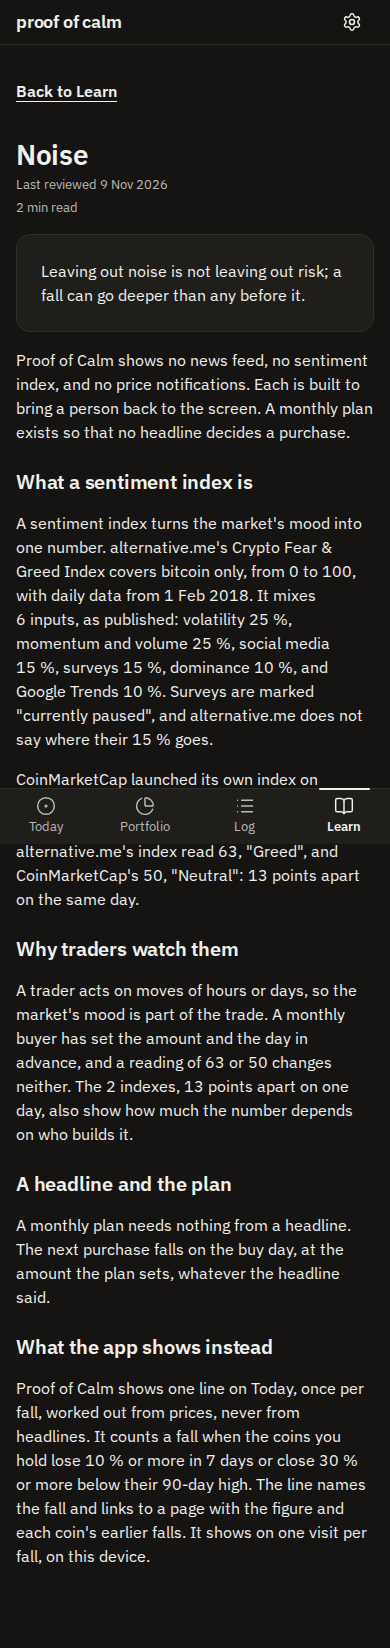 proof of calm
Back to Learn
Noise
Last reviewed 9 Nov 2026
2 min read
Leaving out noise is not leaving out risk; a
fall can go deeper than any before it.
Proof of Calm shows no news feed, no sentiment
index, and no price notifications. Each is built to
bring a person back to the screen. A monthly plan
exists so that no headline decides a purchase.
What a sentiment index is
A sentiment index turns the market's mood into
one number. alternative.me's Crypto Fear &
Greed Index covers bitcoin only, from 0 to 100,
with daily data from 1 Feb 2018. It mixes
6 inputs, as published: volatility 25 %,
momentum and volume 25 %, social media
15 %, surveys 15 %, dominance 10 %, and
Google Trends 10 %. Surveys are marked
"currently paused", and alternative.me does not
say where their 15 % goes.
CoinMarketCap launched its own index on
Today
Portfolio
Log
Learn
alternative.me's index read 63, "Greed", and
CoinMarketCap's 50, "Neutral": 13 points apart
on the same day.
Why traders watch them
A trader acts on moves of hours or days, so the
market's mood is part of the trade. A monthly
buyer has set the amount and the day in
advance, and a reading of 63 or 50 changes
neither. The 2 indexes, 13 points apart on one
day, also show how much the number depends
on who builds it.
A headline and the plan
A monthly plan needs nothing from a headline.
The next purchase falls on the buy day, at the
amount the plan sets, whatever the headline
said.
What the app shows instead
Proof of Calm shows one line on Today, once per
fall, worked out from prices, never from
headlines. It counts a fall when the coins you
hold lose 10 % or more in 7 days or close 30 %
or more below their 90-day high. The line names
the fall and links to a page with the figure and
each coin's earlier falls. It shows on one visit per
fall, on this device.